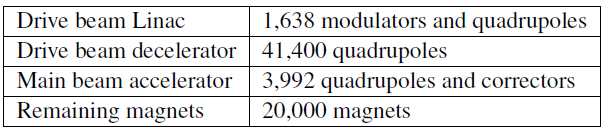 Drive beam Linac 1,638 modulators and quadrupoles
Drive beam decelerator 41,400 quadrupoles
Main beam accelerator 3,992 quadrupoles and correctors
Remaining magnets 20,000 magnets